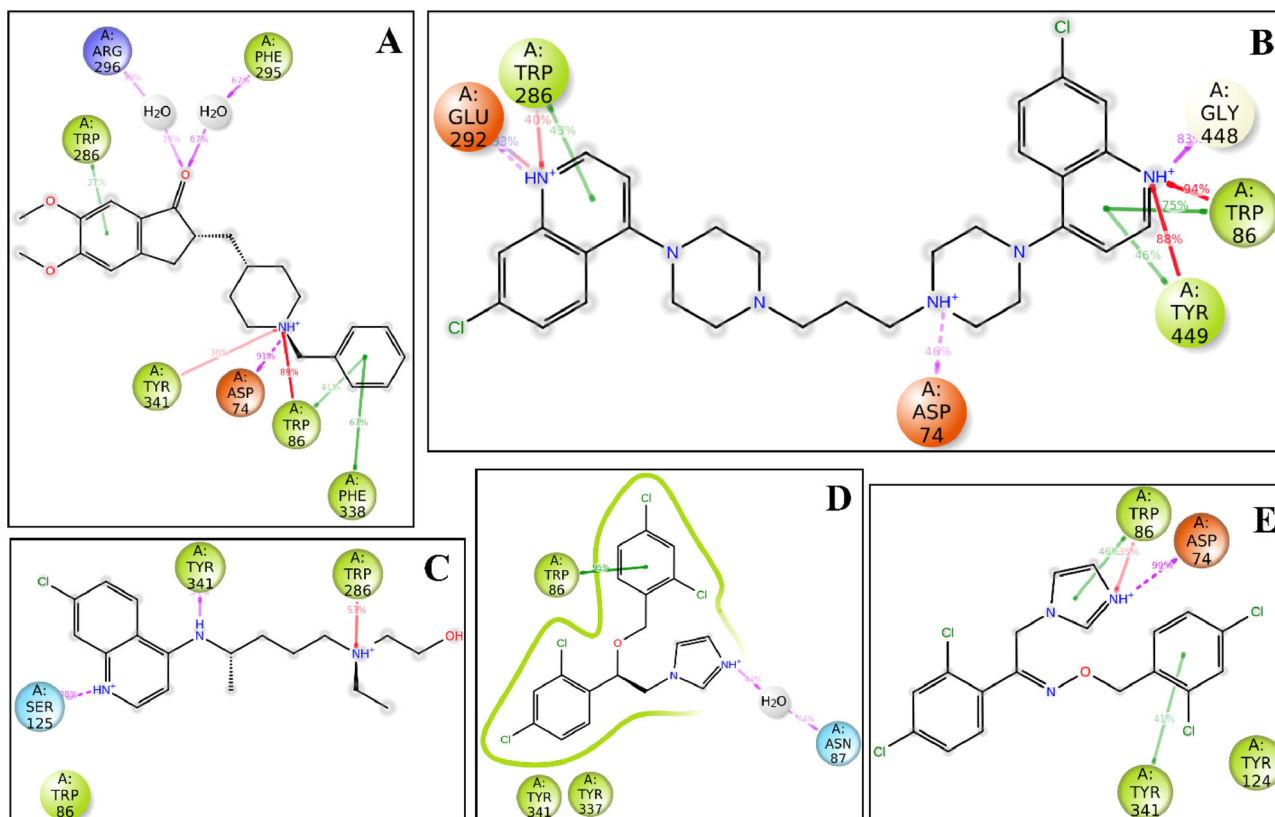 A
A:
ARG
296
A:
PHE
295
67%
H₂O
H₂O
39%
67%
A:
TRP
286
37%
O
O
O
NH⁺
30%
91%
89%
41%
67%
A:
TYR
341
A:
ASP
74
A:
TRP
86
A:
PHE
338
B
A:
TRP
286
A:
GLU
292
40%
43%
HN⁺
Cl
N
N
N
NH⁺
46%
A:
ASP
74
Cl
A:
GLY
448
NH⁺
94%
75%
A:
TRP
86
88%
46%
A:
TYR
449
N
C
A:
TYR
341
A:
TRP
286
53%
Cl
H
N
NH⁺
OH
HN⁺
A:
SER
125
A:
TRP
86
D
Cl
Cl
A:
TRP
86
O
Cl
Cl
N
NH⁺
H₂O
A:
ASN
87
A:
TYR
341
A:
TYR
337
E
A:
TRP
86
A:
ASP
74
46%
35%
99%
NH⁺
N
Cl
Cl
N
O
Cl
Cl
41%
A:
TYR
341
A:
TYR
124